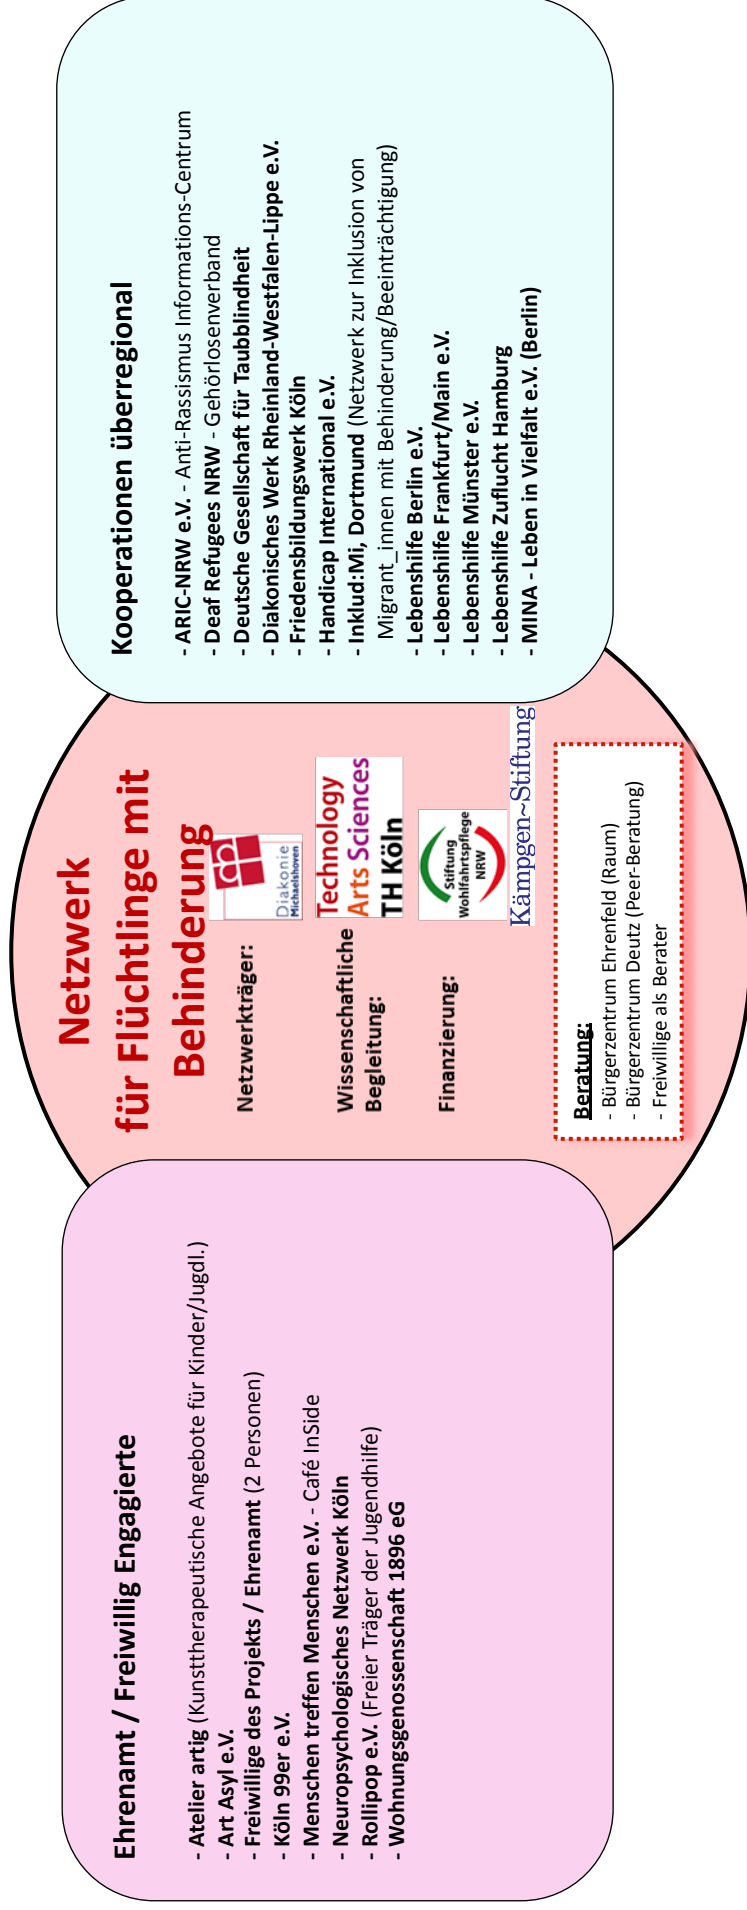 Ehrenamt / Freiwillig Engagierte
- Atelier artig (Kunsttherapeutische Angebote für Kinder/Jugdl.)
- Art Asyl e.V.
- Freiwillige des Projekts / Ehrenamt (2 Personen)
- Köln 99er e.V.
- Menschen treffen Menschen e.V. - Café InSide
- Neuropsychologisches Netzwerk Köln
- Rollipop e.V. (Freier Träger der Jugendhilfe)
- Wohnungsgenossenschaft 1896 eG
Netzwerk
für Flüchtlinge mit
Behinderung
Netzwerkträger:
Diakonie
Michaelshoven
Wissenschaftliche
Begleitung:
Technology
Arts Sciences
TH Köln
Finanzierung:
Stiftung
Wohlfahrtspflege
NRW
Kämpgen~Stiftung
Beratung:
- Bürgerzentrum Ehrenfeld (Raum)
- Bürgerzentrum Deutz (Peer-Beratung)
- Freiwillige als Berater
Kooperationen überregional
- ARIC-NRW e.V. - Anti-Rassismus Informations-Centrum
- Deaf Refugees NRW - Gehörlosenverband
- Deutsche Gesellschaft für Taubblindheit
- Diakonisches Werk Rheinland-Westfalen-Lippe e.V.
- Friedensbildungswerk Köln
- Handicap International e.V.
- Inklud:Mi, Dortmund (Netzwerk zur Inklusion von
Migrant_innen mit Behinderung/Beeinträchtigung)
- Lebenshilfe Berlin e.V.
- Lebenshilfe Frankfurt/Main e.V.
- Lebenshilfe Münster e.V.
- Lebenshilfe Zuflucht Hamburg
- MINA - Leben in Vielfalt e.V. (Berlin)